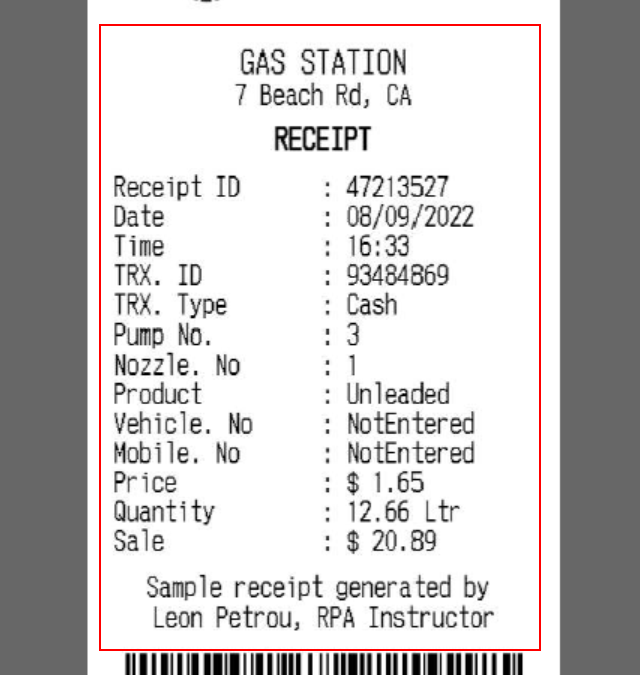 GAS STATION
7 Beach Rd, CA
RECEIPT
Receipt ID : 47213527
Date : 08/09/2022
Time : 16:33
TRX. ID : 93484869
TRX. Type : Cash
Pump No. : 3
Nozzle. No : 1
Product : Unleaded
Vehicle. No : NotEntered
Mobile. No : NotEntered
Price : $ 1.65
Quantity : 12.66 Ltr
Sale : $ 20.89
Sample receipt generated by
Leon Petrou, RPA Instructor